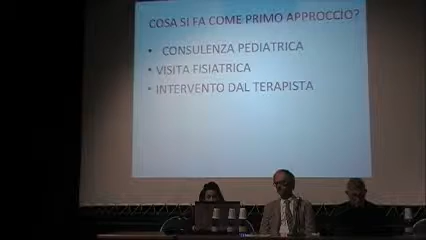 COSA SI FA COME PRIMO APPROCCIO?
• CONSULENZA PEDIATRICA
• VISITA FISIATRICA
• INTERVENTO DAL TERAPISTA